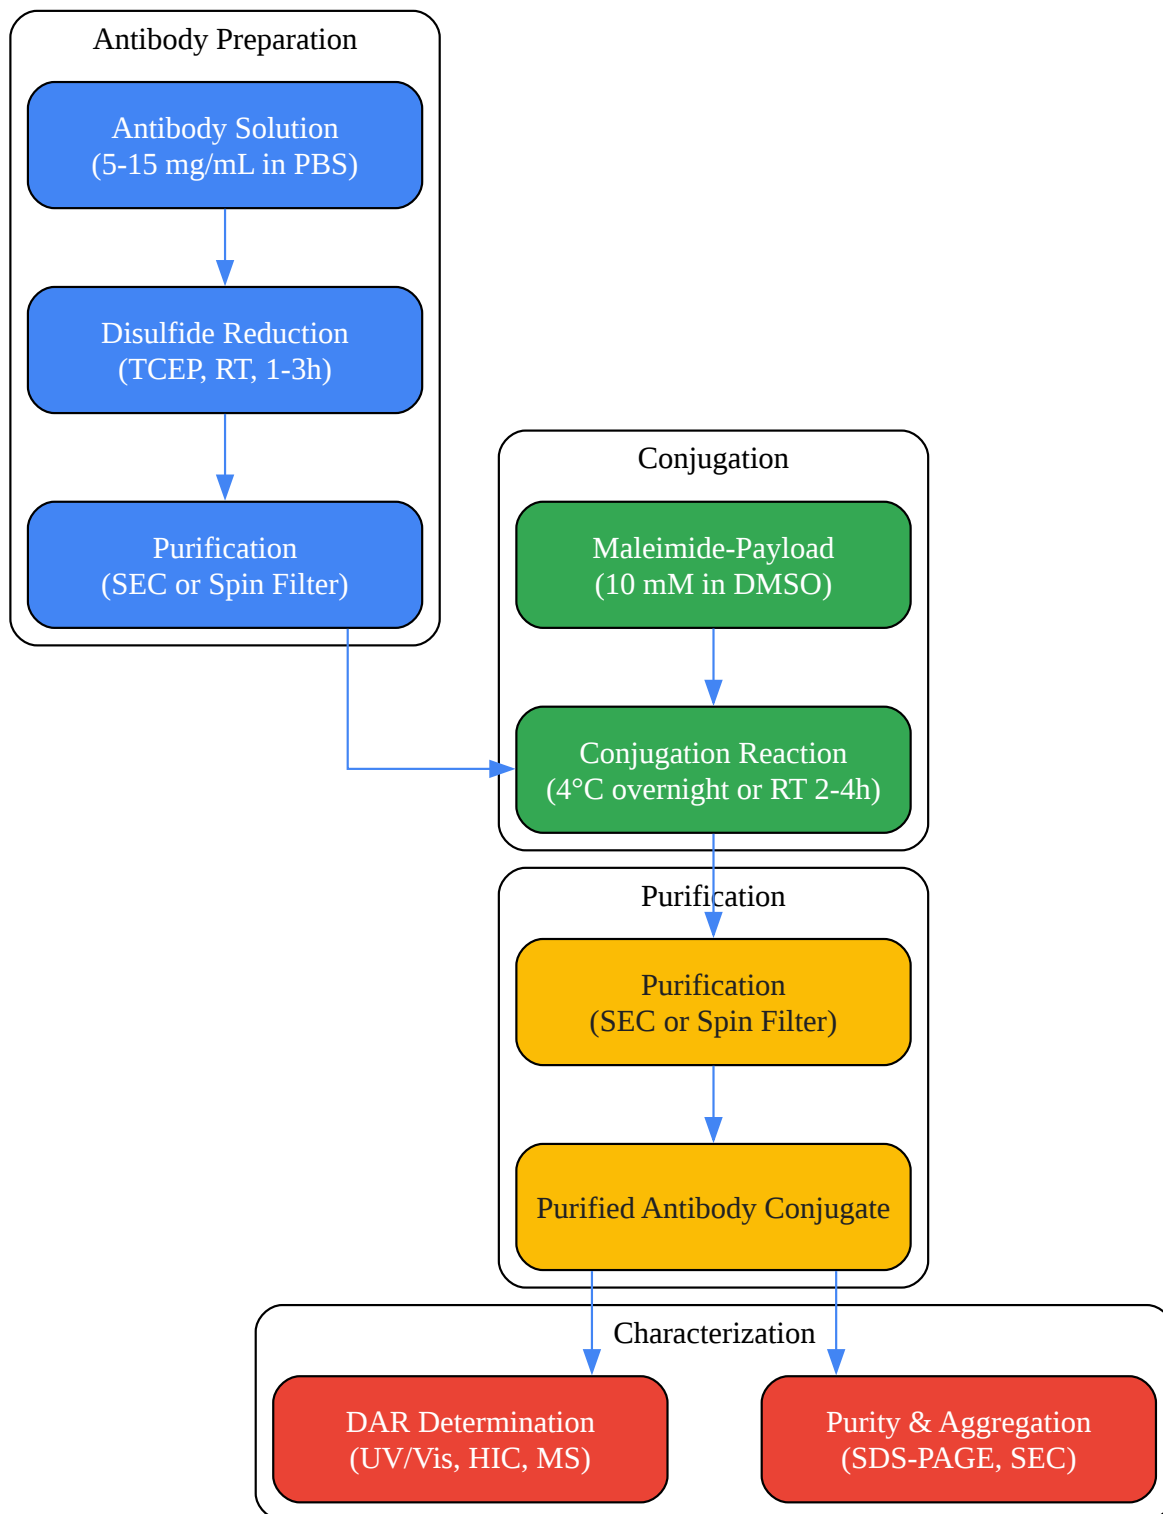 Antibody Preparation
Antibody Solution
(5-15 mg/mL in PBS)
Disulfide Reduction
(TCEP, RT, 1-3h)
Purification
(SEC or Spin Filter)
Conjugation
Maleimide-Payload
(10 mM in DMSO)
Conjugation Reaction
(4°C overnight or RT 2-4h)
Purification
Purification
(SEC or Spin Filter)
Purified Antibody Conjugate
Characterization
DAR Determination
(UV/Vis, HIC, MS)
Purity & Aggregation
(SDS-PAGE, SEC)